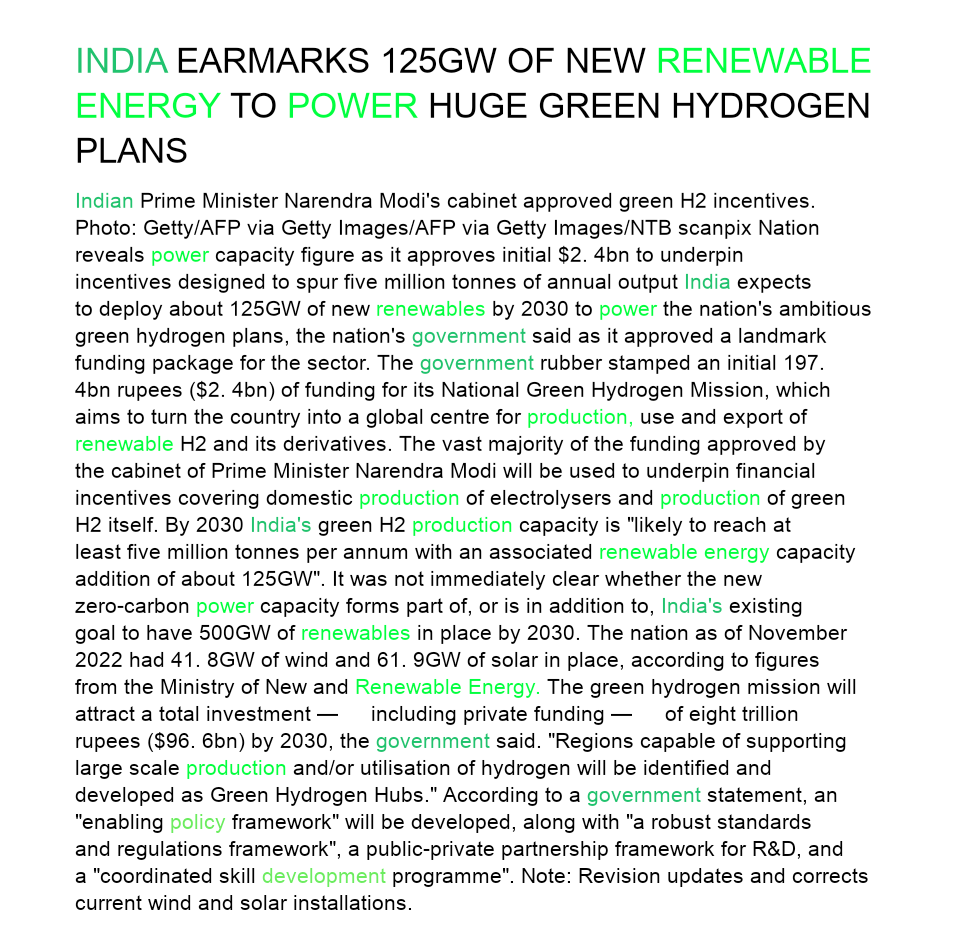 INDIA EARMARKS 125GW OF NEW RENEWABLE
ENERGY TO POWER HUGE GREEN HYDROGEN
PLANS
Indian Prime Minister Narendra Modi's cabinet approved green H2 incentives.
Photo: Getty/AFP via Getty Images/AFP via Getty Images/NTB scanpix Nation
reveals power capacity figure as it approves initial $2. 4bn to underpin
incentives designed to spur five million tonnes of annual output India expects
to deploy about 125GW of new renewables by 2030 to power the nation's ambitious
green hydrogen plans, the nation's government said as it approved a landmark
funding package for the sector. The government rubber stamped an initial 197.
4bn rupees ($2. 4bn) of funding for its National Green Hydrogen Mission, which
aims to turn the country into a global centre for production, use and export of
renewable H2 and its derivatives. The vast majority of the funding approved by
the cabinet of Prime Minister Narendra Modi will be used to underpin financial
incentives covering domestic production of electrolysers and production of green
H2 itself. By 2030 India's green H2 production capacity is "likely to reach at
least five million tonnes per annum with an associated renewable energy capacity
addition of about 125GW". It was not immediately clear whether the new
zero-carbon power capacity forms part of, or is in addition to, India's existing
goal to have 500GW of renewables in place by 2030. The nation as of November
2022 had 41. 8GW of wind and 61. 9GW of solar in place, according to figures
from the Ministry of New and Renewable Energy. The green hydrogen mission will
attract a total investment — including private funding — of eight trillion
rupees ($96. 6bn) by 2030, the government said. "Regions capable of supporting
large scale production and/or utilisation of hydrogen will be identified and
developed as Green Hydrogen Hubs." According to a government statement, an
"enabling policy framework" will be developed, along with "a robust standards
and regulations framework", a public-private partnership framework for R&D, and
a "coordinated skill development programme". Note: Revision updates and corrects
current wind and solar installations.